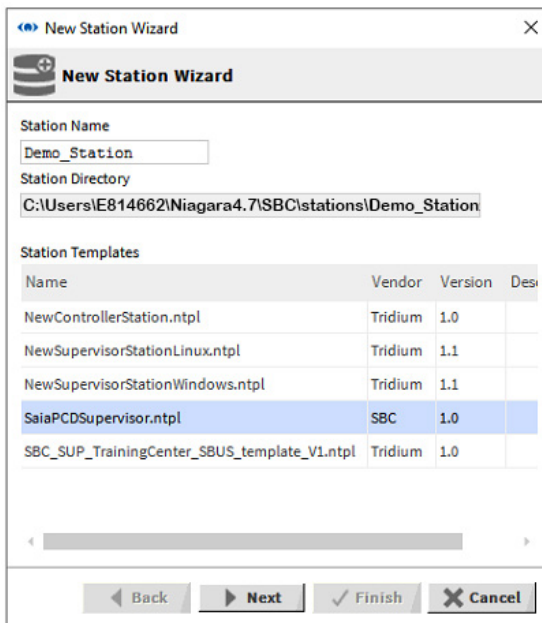 New Station Wizard
New Station Wizard
Station Name
Demo_Station
Station Directory
C:\Users\E814662\Niagara4.7\SBC\stations\Demo_Station
Station Templates
Name Vendor Version Desc
NewControllerStation.ntpl Tridium 1.0
NewSupervisorStationLinux.ntpl Tridium 1.1
NewSupervisorStationWindows.ntpl Tridium 1.1
SaiaPCDSupervisor.ntpl SBC 1.0
SBC_SUP_TrainingCenter_SBUS_template_V1.ntpl Tridium 1.0
Back Next Finish Cancel